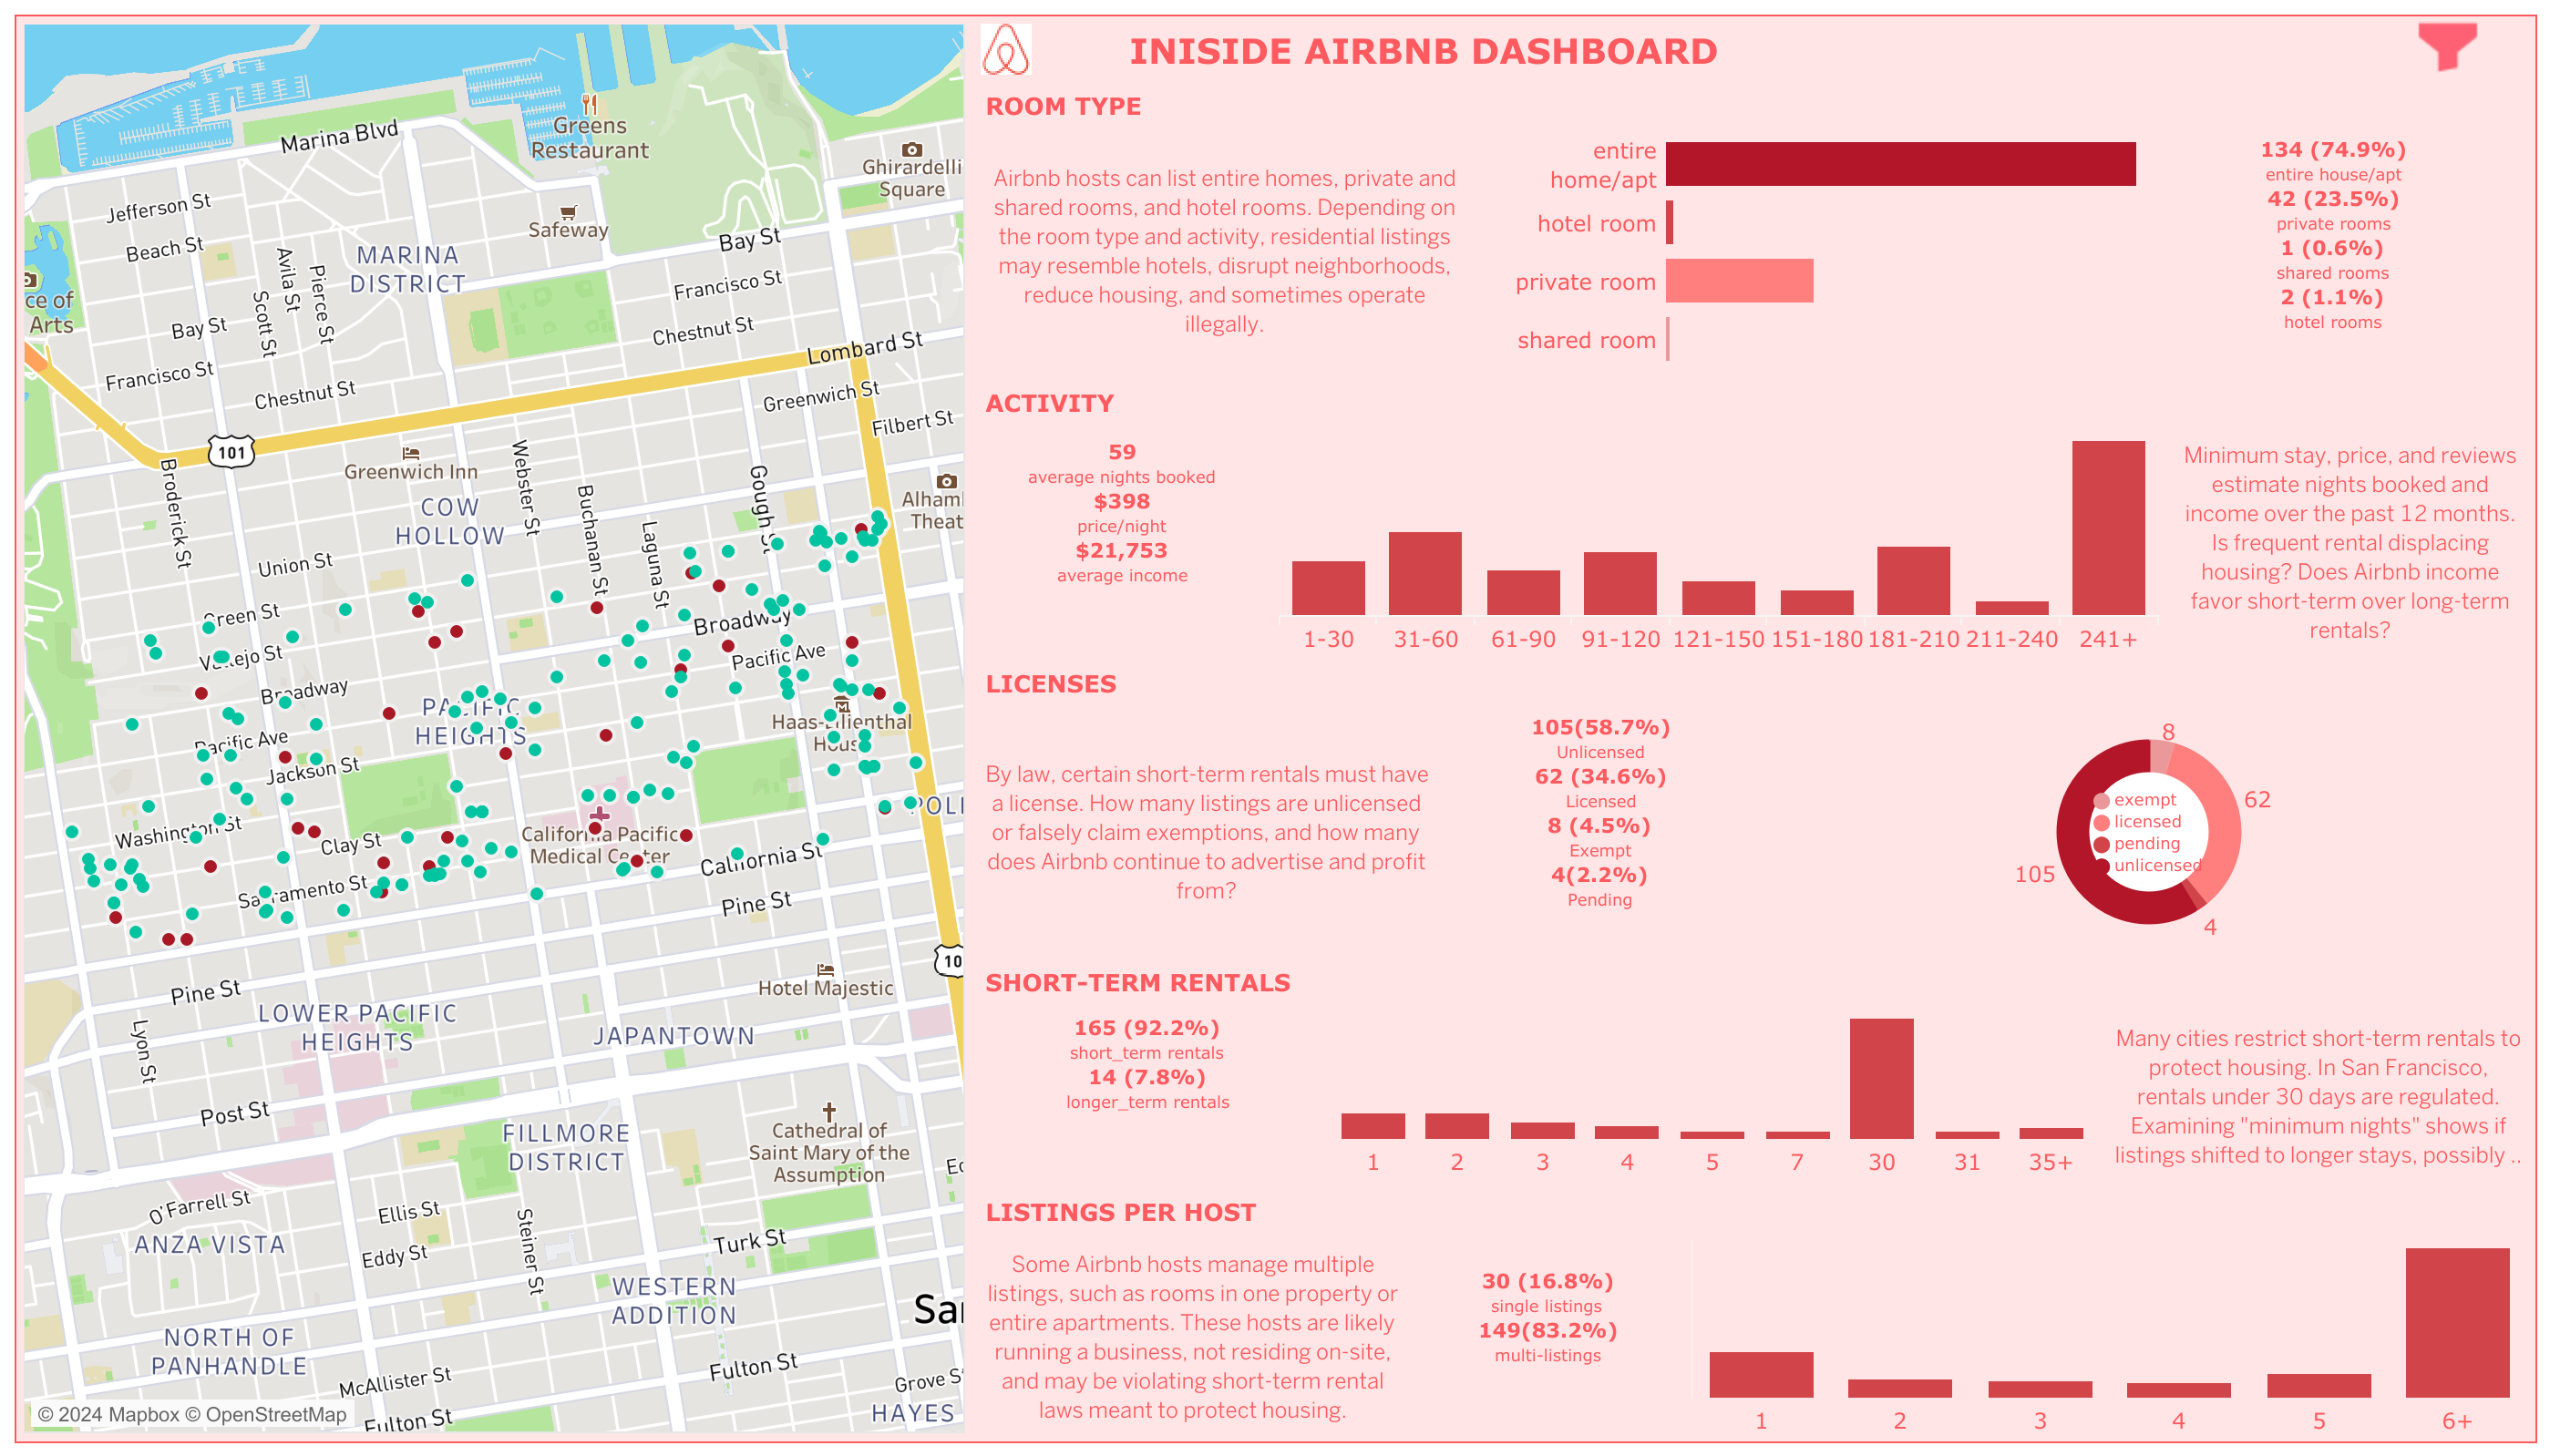 INISIDE AIRBNB DASHBOARD
ROOM TYPE
Airbnb hosts can list entire homes, private and
shared rooms, and hotel rooms. Depending on
the room type and activity, residential listings
may resemble hotels, disrupt neighborhoods,
reduce housing, and sometimes operate
illegally.
entire
home/apt
hotel room
private room
shared room
134 (74.9%)
entire house/apt
42 (23.5%)
private rooms
1 (0.6%)
shared rooms
2 (1.1%)
hotel rooms
ACTIVITY
59
average nights booked
$398
price/night
$21,753
average income
1-30
31-60
61-90
91-120
121-150
151-180
181-210
211-240
241+
Minimum stay, price, and reviews
estimate nights booked and
income over the past 12 months.
Is frequent rental displacing
housing? Does Airbnb income
favor short-term over long-term
rentals?
LICENSES
By law, certain short-term rentals must have
a license. How many listings are unlicensed
or falsely claim exemptions, and how many
does Airbnb continue to advertise and profit
from?
105(58.7%)
Unlicensed
62 (34.6%)
Licensed
8 (4.5%)
Exempt
4(2.2%)
Pending
8
62
105
4
exempt
licensed
pending
unlicensed
SHORT-TERM RENTALS
165 (92.2%)
short_term rentals
14 (7.8%)
longer_term rentals
1
2
3
4
5
7
30
31
35+
Many cities restrict short-term rentals to
protect housing. In San Francisco,
rentals under 30 days are regulated.
Examining "minimum nights" shows if
listings shifted to longer stays, possibly ..
LISTINGS PER HOST
Some Airbnb hosts manage multiple
listings, such as rooms in one property or
entire apartments. These hosts are likely
running a business, not residing on-site,
and may be violating short-term rental
laws meant to protect housing.
30 (16.8%)
single listings
149(83.2%)
multi-listings
1
2
3
4
5
6+
Marina Blvd
Greens
Restaurant
Ghirardelli
Square
Jefferson St
Safeway
Beach St
Bay St
MARINA
DISTRICT
Avila St
Pierce St
Scott St
Francisco St
ce of
Arts
Bay St
Chestnut St
Lombard St
Francisco St
Chestnut St
Greenwich St
Filbert St
101
Greenwich Inn
Broderick St
Webster St
Buchanan St
Laguna St
Gough St
COW
HOLLOW
Union St
Green St
Broadway
Vallejo St
Pacific Ave
Broadway
PACIFIC
HEIGHTS
Haas-Lilienthal
House
Pacific Ave
Jackson St
Washington St
Clay St
California Pacific
Medical Center
California St
Sacramento St
Pine St
10
Pine St
Hotel Majestic
LOWER PACIFIC
HEIGHTS
JAPANTOWN
Lyon St
Post St
FILLMORE
DISTRICT
Cathedral of
Saint Mary of the
Assumption
O'Farrell St
Ellis St
Steiner St
ANZA VISTA
Eddy St
Turk St
WESTERN
ADDITION
NORTH OF
PANHANDLE
McAllister St
Fulton St
Grove S
HAYES
Fulton St
© 2024 Mapbox © OpenStreetMap